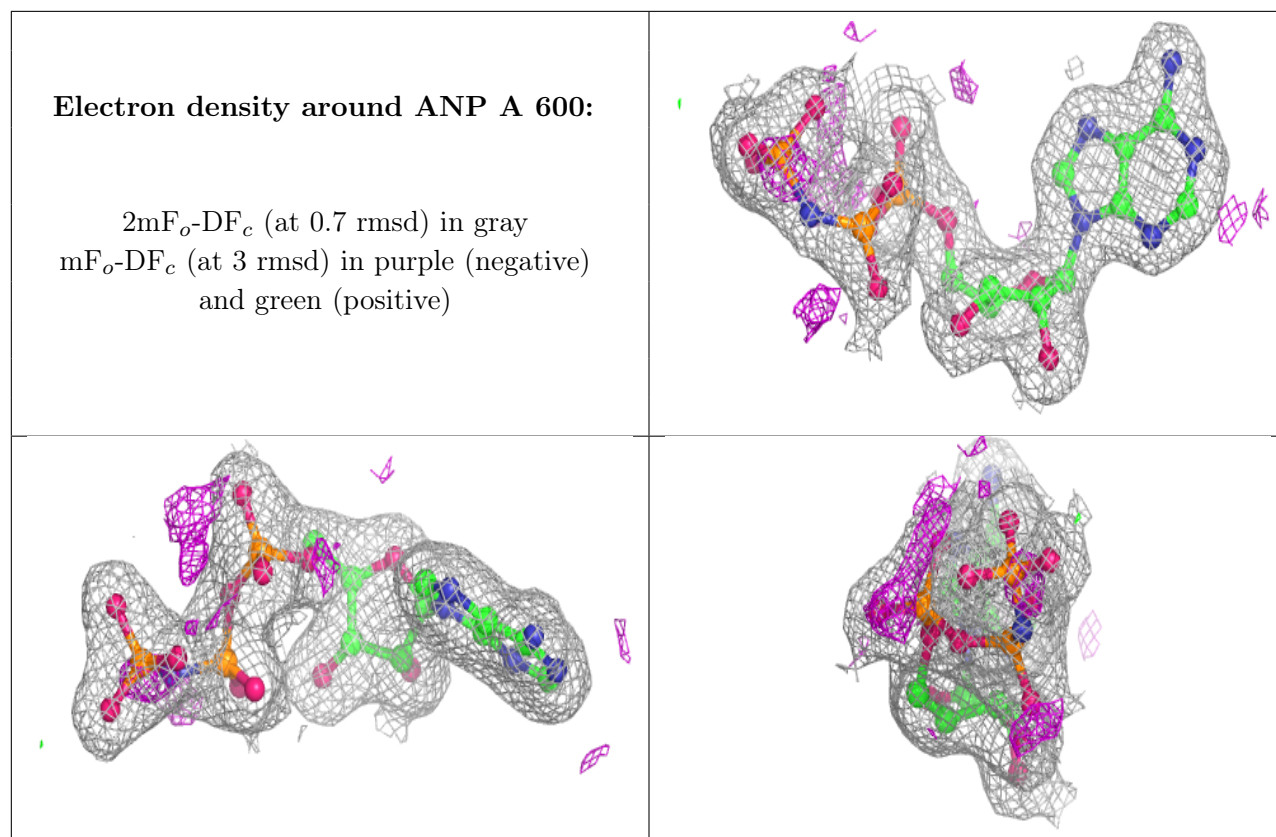 Electron density around ANP A 600:
2mFo-DFc (at 0.7 rmsd) in gray
mFo-DFc (at 3 rmsd) in purple (negative)
and green (positive)